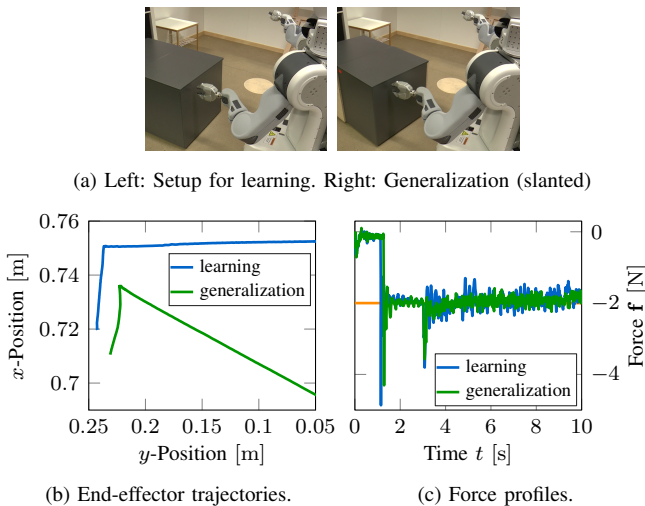 (a) Left: Setup for learning. Right: Generalization (slanted)
0.76
0.74
0.72
0.7
x-Position [m]
learning
generalization
0.25
0.2
0.15
0.1
0.05
y-Position [m]
(b) End-effector trajectories.
0
−2
−4
Force f [N]
learning
generalization
0
2
4
6
8
10
Time t [s]
(c) Force profiles.